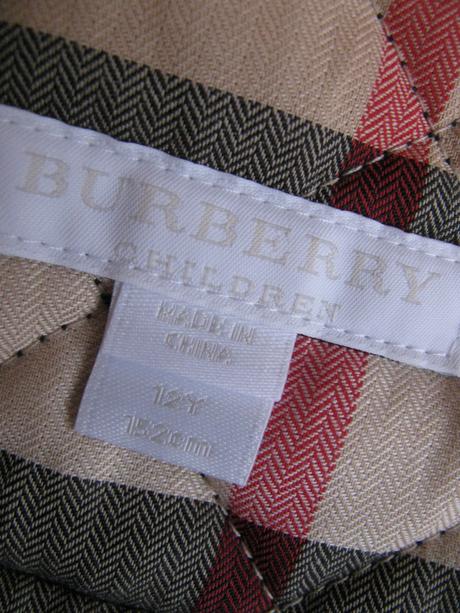 BURBERRY
CHILDREN
MADE IN
CHINA
12Y
152cm